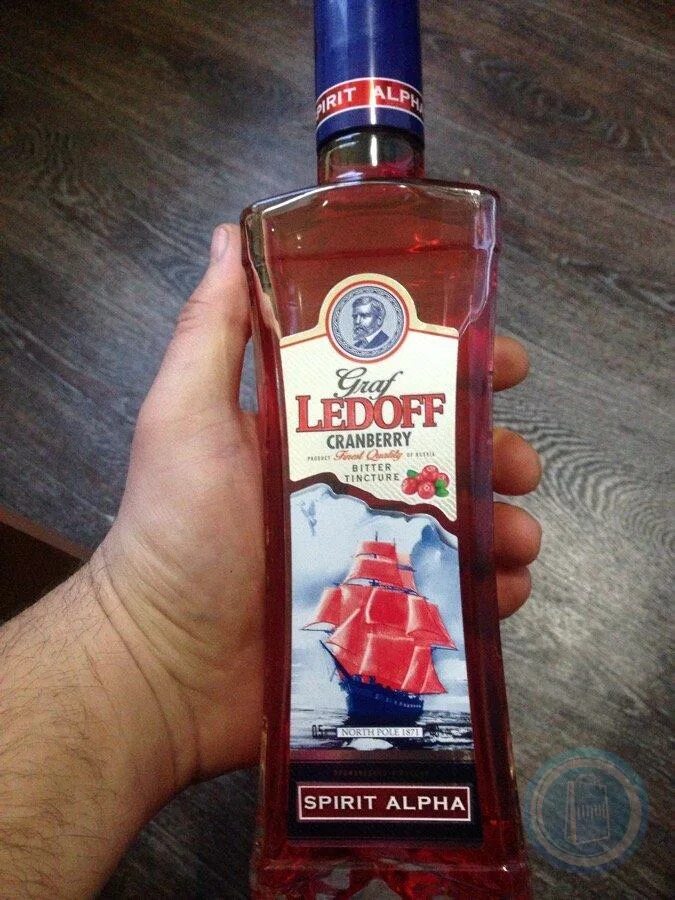 SPIRIT ALPHA
Graf
LEDOFF
CRANBERRY
PRODUCT Finest Quality OF RUSSIA
BITTER
TINCTURE
NORTH POLE 1871
SPIRIT ALPHA